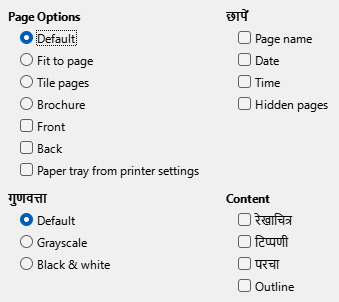 Page Options
Default
Fit to page
Tile pages
Brochure
Front
Back
Paper tray from printer settings
छापें
Page name
Date
Time
Hidden pages
गुणवत्ता
Default
Grayscale
Black & white
Content
रेखाचित्र
टिप्पणी
परचा
Outline